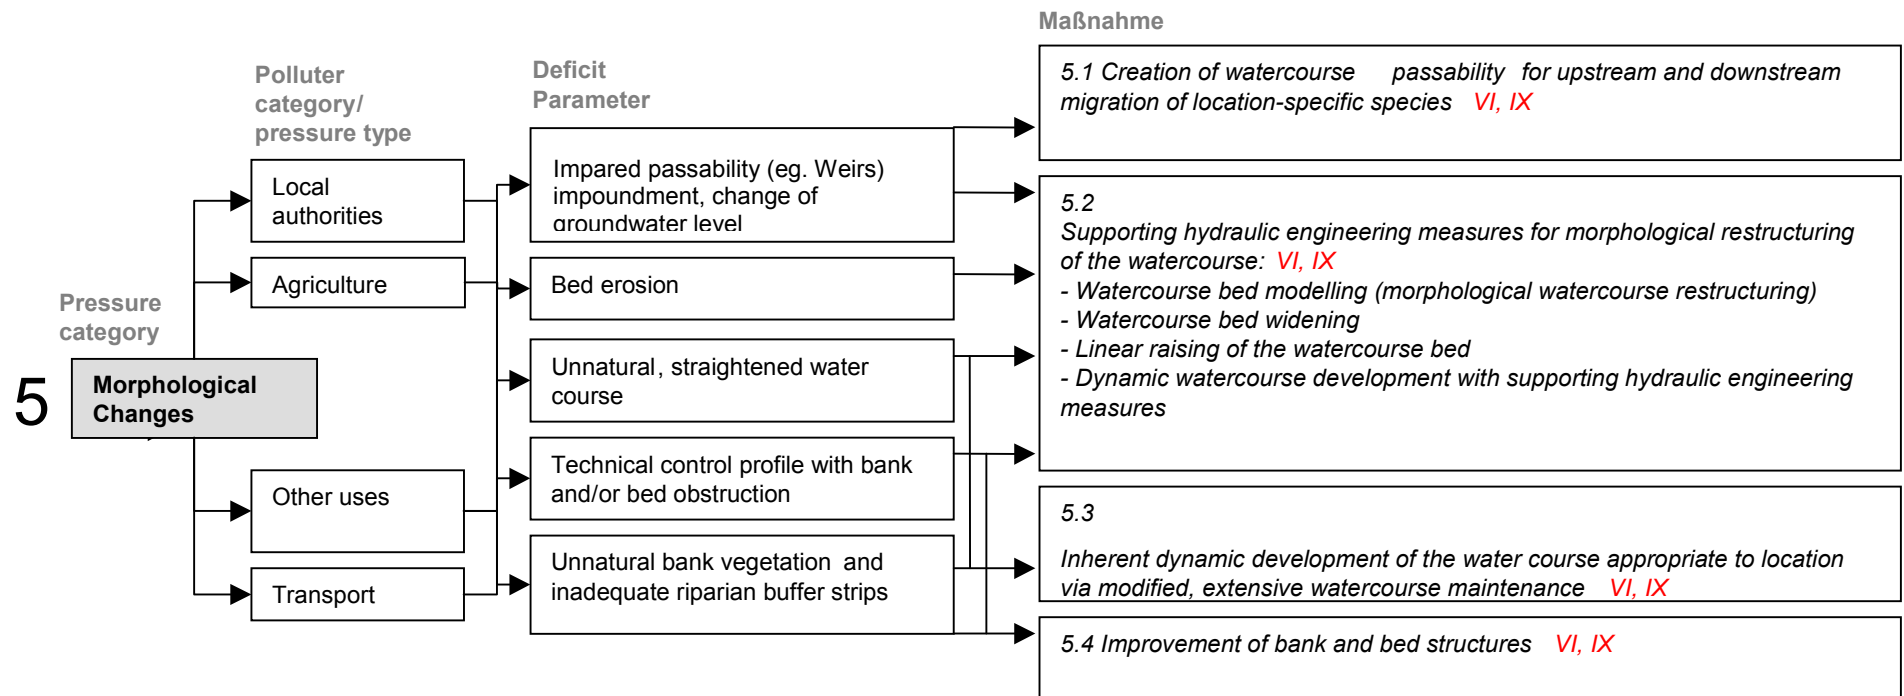 Maßnahme
Polluter
category/
pressure type
Deficit
Parameter
5.1 Creation of watercourse passability for upstream and downstream
migration of location-specific species VI, IX
Local
authorities
Impared passability (eg. Weirs)
impoundment, change of
groundwater level
5.2
Supporting hydraulic engineering measures for morphological restructuring
of the watercourse: VI, IX
- Watercourse bed modelling (morphological watercourse restructuring)
- Watercourse bed widening
- Linear raising of the watercourse bed
- Dynamic watercourse development with supporting hydraulic engineering
measures
Agriculture
Bed erosion
Pressure
category
5
Morphological
Changes
Unnatural, straightened water
course
Other uses
Technical control profile with bank
and/or bed obstruction
5.3
Inherent dynamic development of the water course appropriate to location
via modified, extensive watercourse maintenance VI, IX
Transport
Unnatural bank vegetation and
inadequate riparian buffer strips
5.4 Improvement of bank and bed structures VI, IX